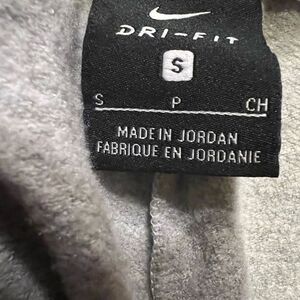 DRI-FIT
S
S P CH
MADE IN JORDAN
FABRIQUE EN JORDANIE